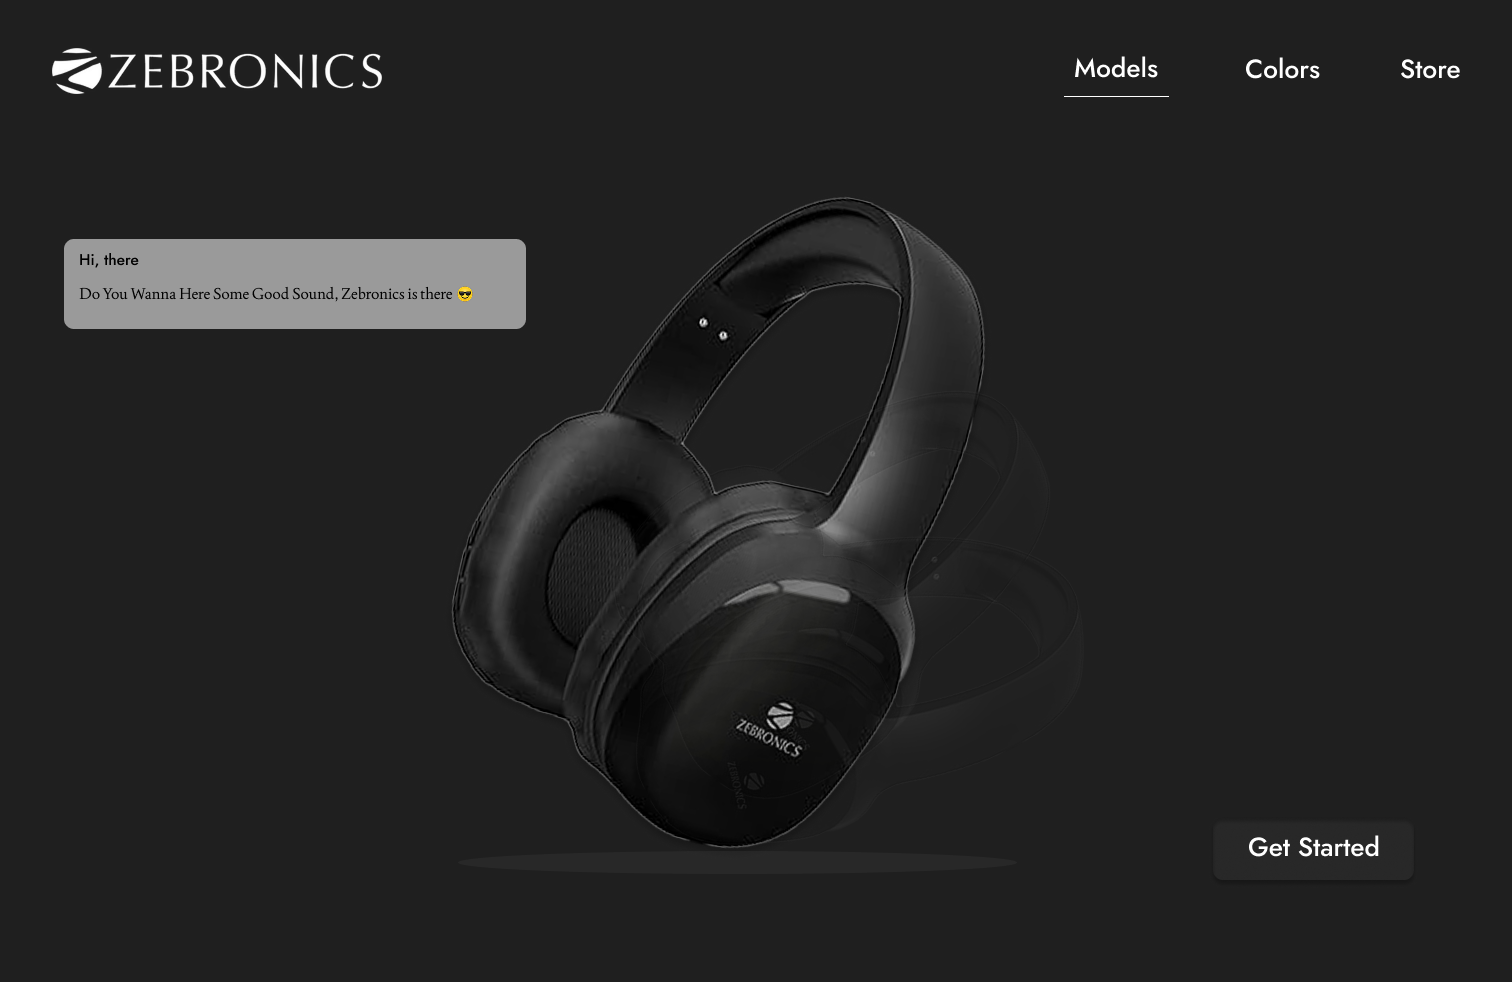 ZEBRONICS
Models
Colors
Store
Hi, there
Do You Wanna Here Some Good Sound, Zebronics is there 😎
ZEBRONICS
ZEBRONICS
Get Started